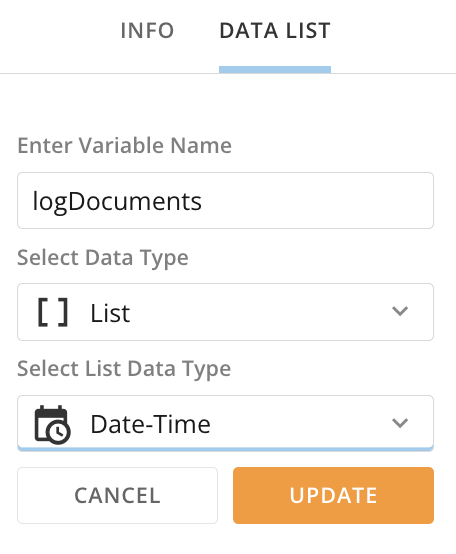 INFO DATA LIST
Enter Variable Name
logDocuments
Select Data Type
List
Select List Data Type
Date-Time
CANCEL UPDATE